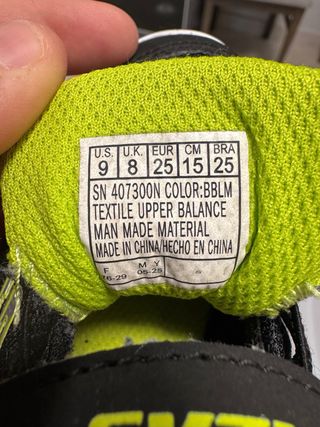 U.S. U.K. EUR CM BRA
9 8 25 15 25
SN 407300N COLOR:BBLM
TEXTILE UPPER BALANCE
MAN MADE MATERIAL
MADE IN CHINA/HECHO EN CHINA
F M Y